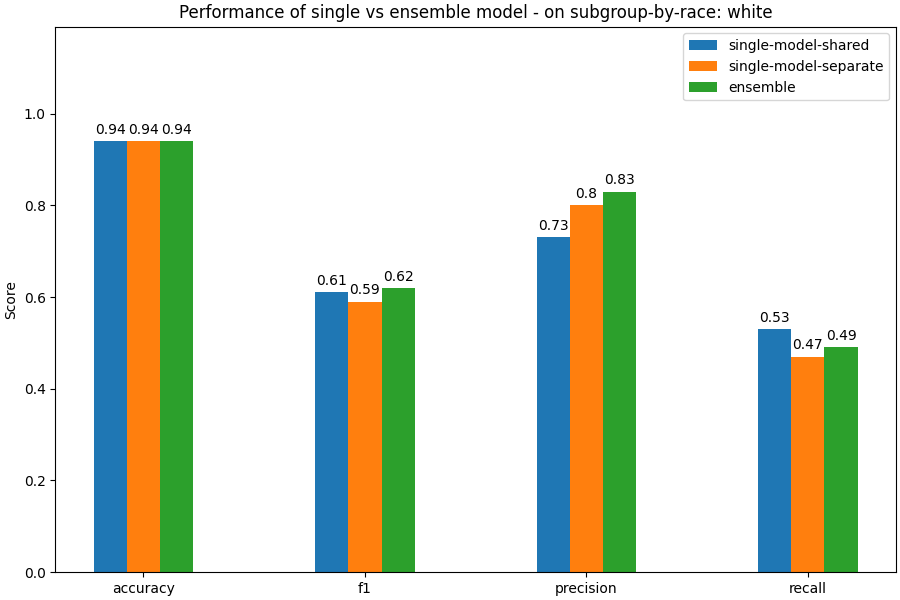 Performance of single vs ensemble model - on subgroup-by-race: white
single-model-shared
single-model-separate
ensemble
Score
1.0
0.8
0.6
0.4
0.2
0.0
0.94 0.94 0.94
0.61 0.59 0.62
0.73 0.8 0.83
0.53 0.47 0.49
accuracy f1 precision recall